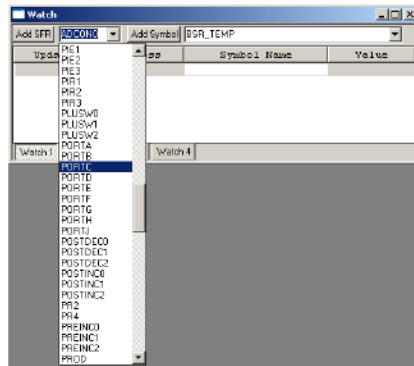 Watch
Add SFR ADCON0 Add Symbol BSR_TEMP
Upda ss Symbol Name Value
PIE1
PIE2
PIE3
PIR1
PIR2
PIR3
PLUSW0
PLUSW1
PLUSW2
PORTA
PORTB
Watch 1 PORTC Watch 4
PORTD
PORTE
PORTF
PORTG
PORTH
PORTJ
POSTDEC0
POSTDEC1
POSTDEC2
POSTINC0
POSTINC1
POSTINC2
PR2
PR4
PREINC0
PREINC1
PREINC2
PROD